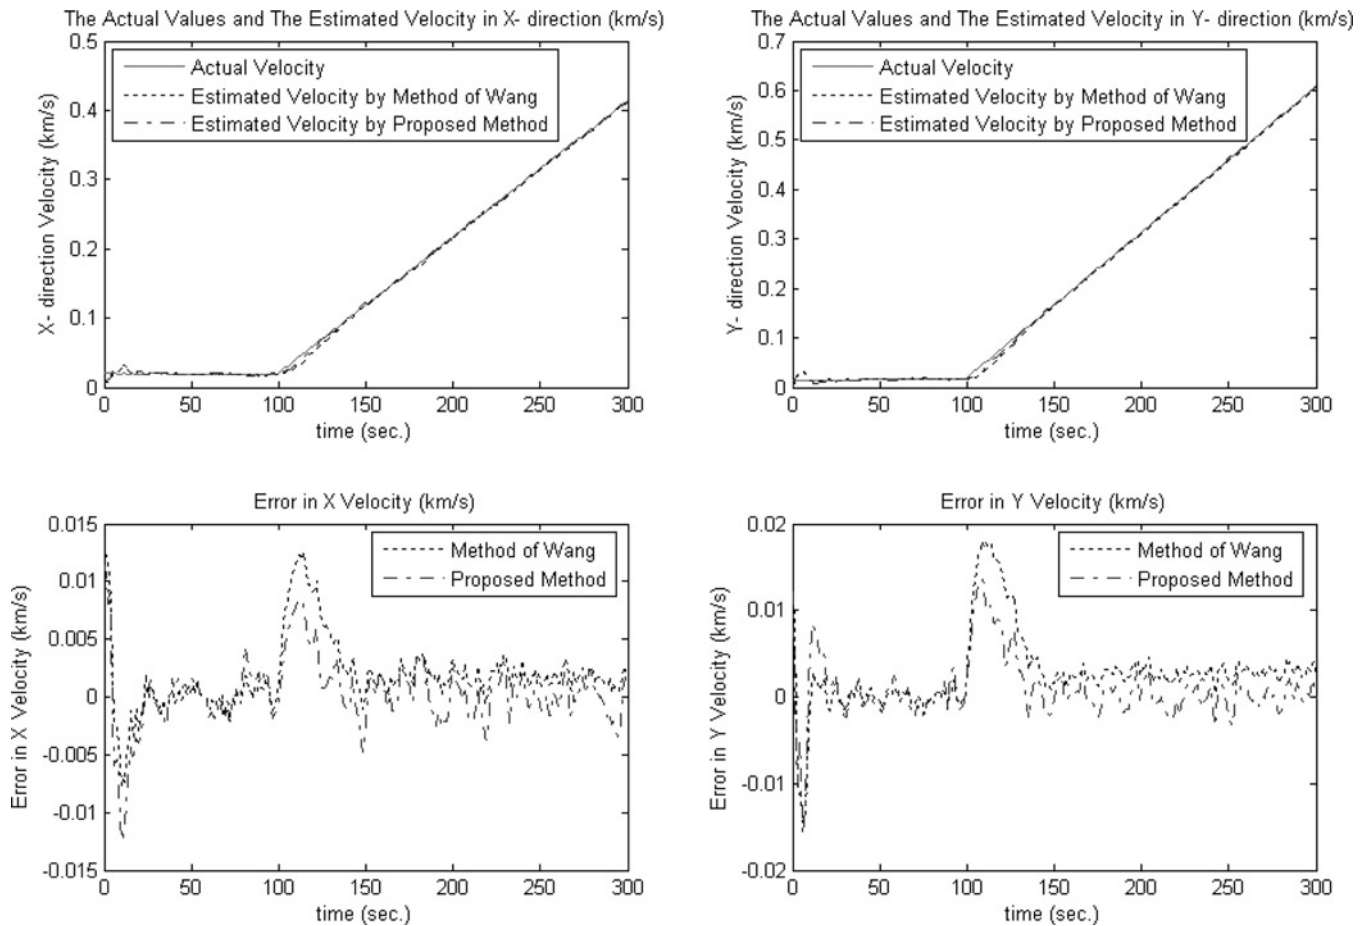 The Actual Values and The Estimated Velocity in X- direction (km/s)
0.5
0.4
0.3
0.2
0.1
0
X- direction Velocity (km/s)
Actual Velocity
Estimated Velocity by Method of Wang
Estimated Velocity by Proposed Method
0 50 100 150 200 250 300
time (sec.)
The Actual Values and The Estimated Velocity in Y- direction (km/s)
0.7
0.6
0.5
0.4
0.3
0.2
0.1
0
Y- direction Velocity (km/s)
Actual Velocity
Estimated Velocity by Method of Wang
Estimated Velocity by Proposed Method
0 50 100 150 200 250 300
time (sec.)
Error in X Velocity (km/s)
0.015
0.01
0.005
0
-0.005
-0.01
-0.015
Error in X Velocity (km/s)
Method of Wang
Proposed Method
0 50 100 150 200 250 300
time (sec.)
Error in Y Velocity (km/s)
0.02
0.01
0
-0.01
-0.02
Error in Y Velocity (km/s)
Method of Wang
Proposed Method
0 50 100 150 200 250 300
time (sec.)